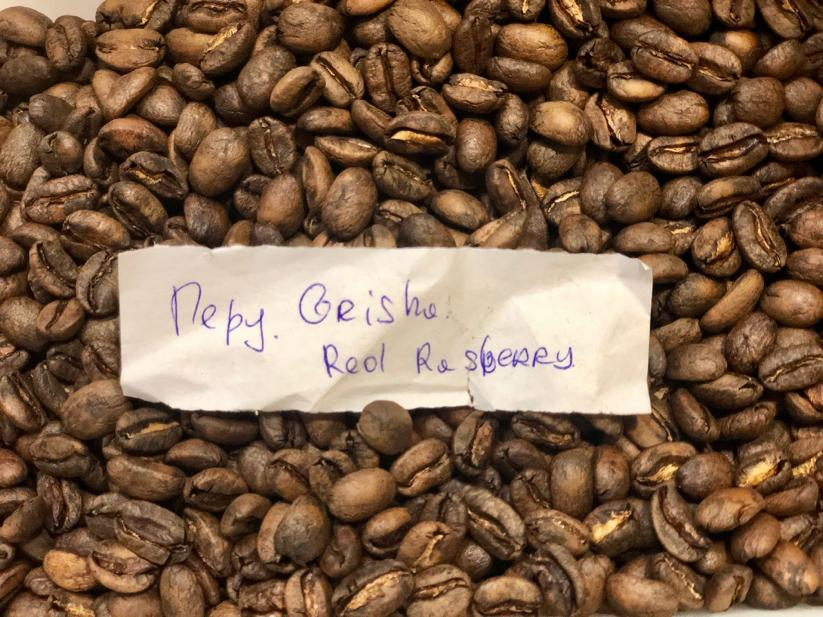 Перу. Geisha.
Red RasberRy